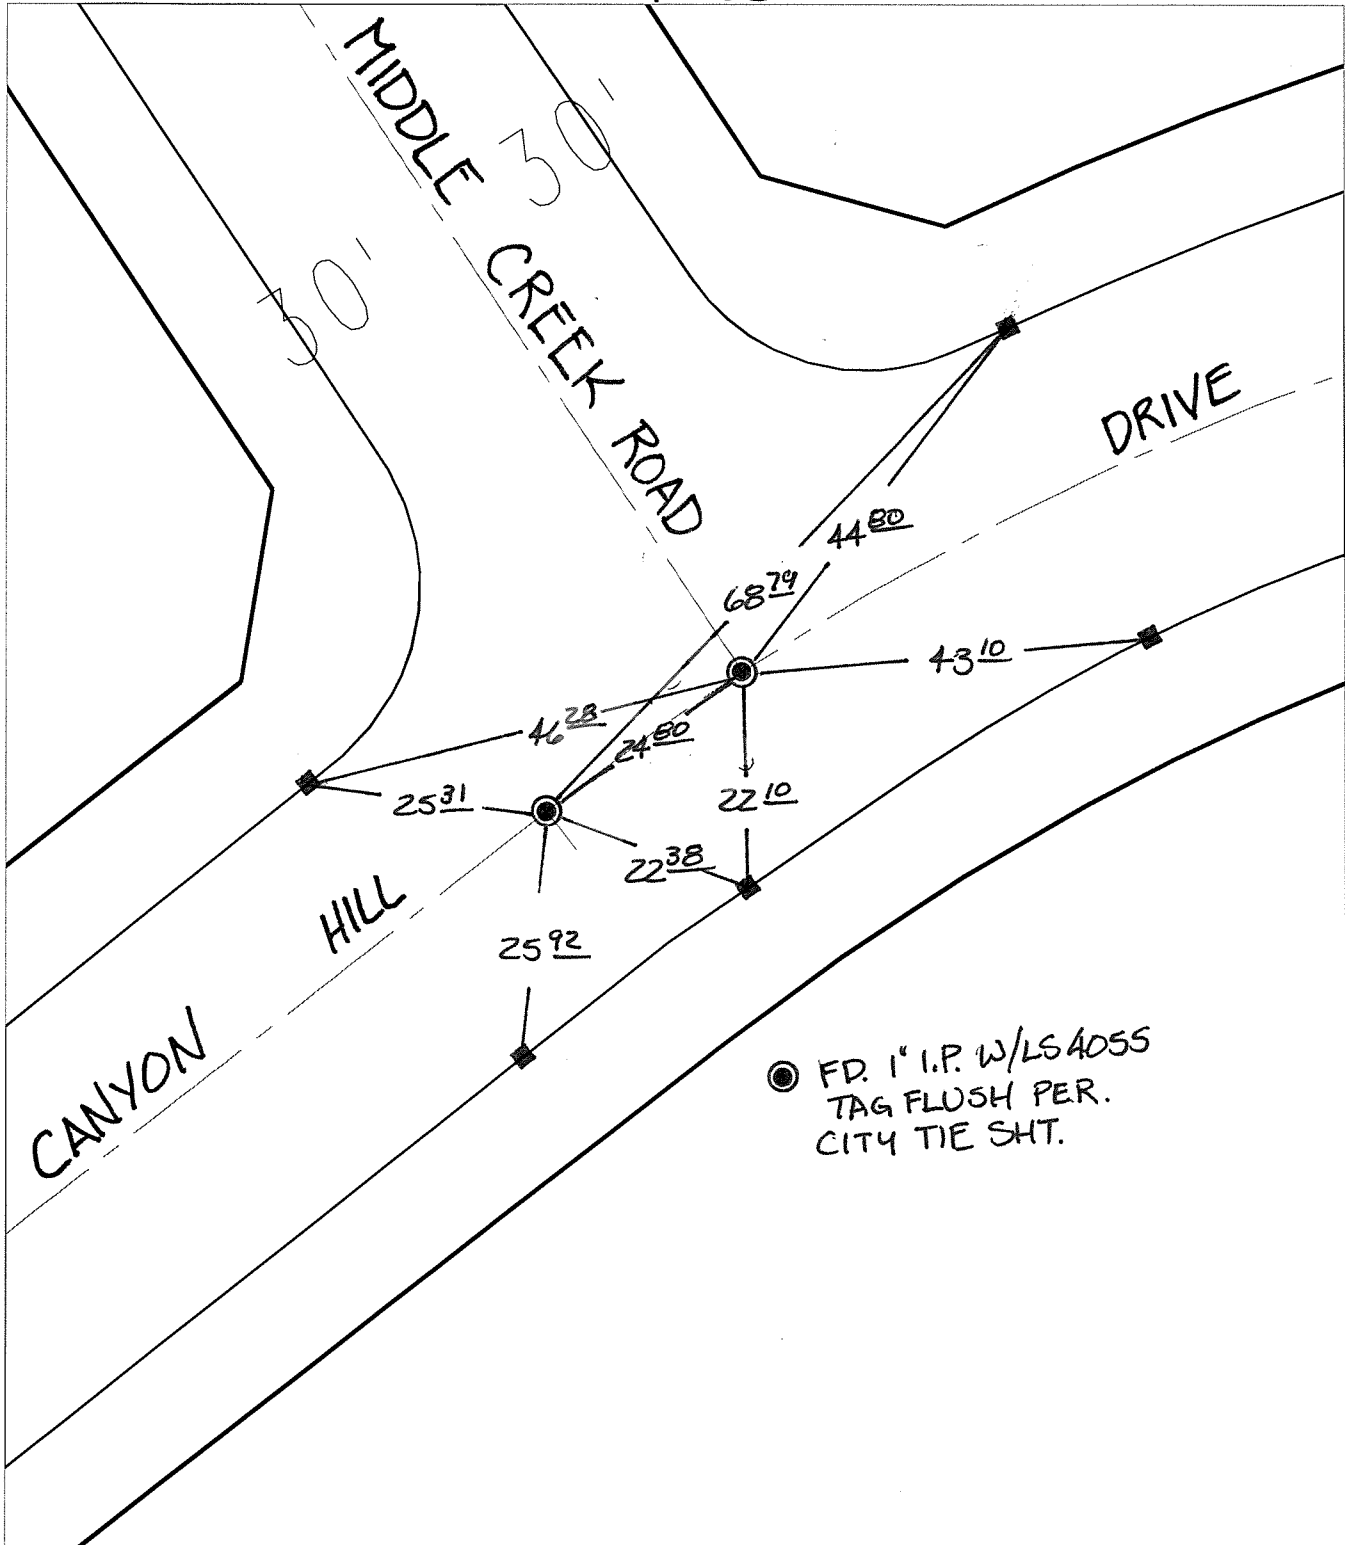 MIDDLE CREEK ROAD
30'
30'
DRIVE
44 80
68 79
43 10
46 28
24 80
25 31
22 10
22 38
25 92
HILL
CANYON
FD. 1" I.P. W/LS 4055
TAG FLUSH PER.
CITY TIE SHT.